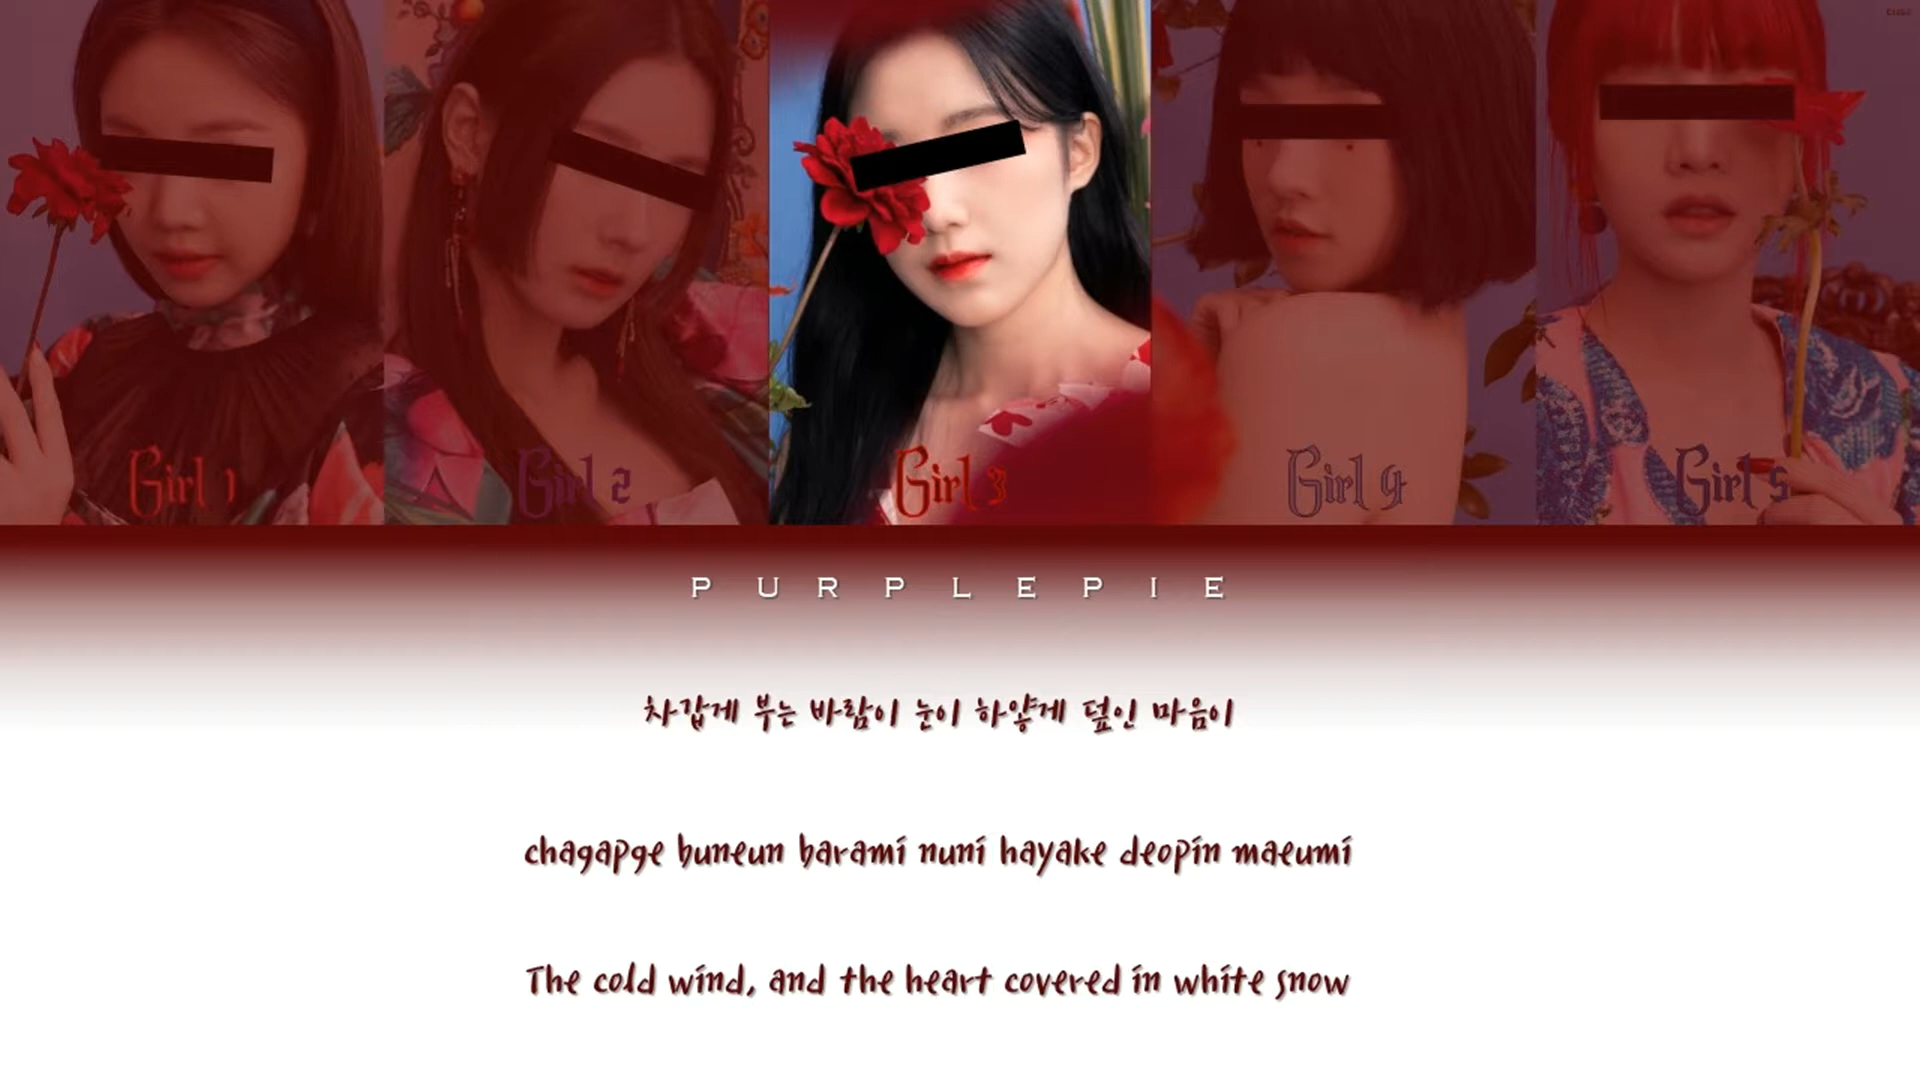 Girl 1
Girl 2
Girl 3
Girl 4
Girl 5
PURPLEPIE
차갑게 부는 바람이 눈이 하얗게 덮인 마음이
chagapge buneun barami nuni hayake deopin maeumi
The cold wind, and the heart covered in white snow